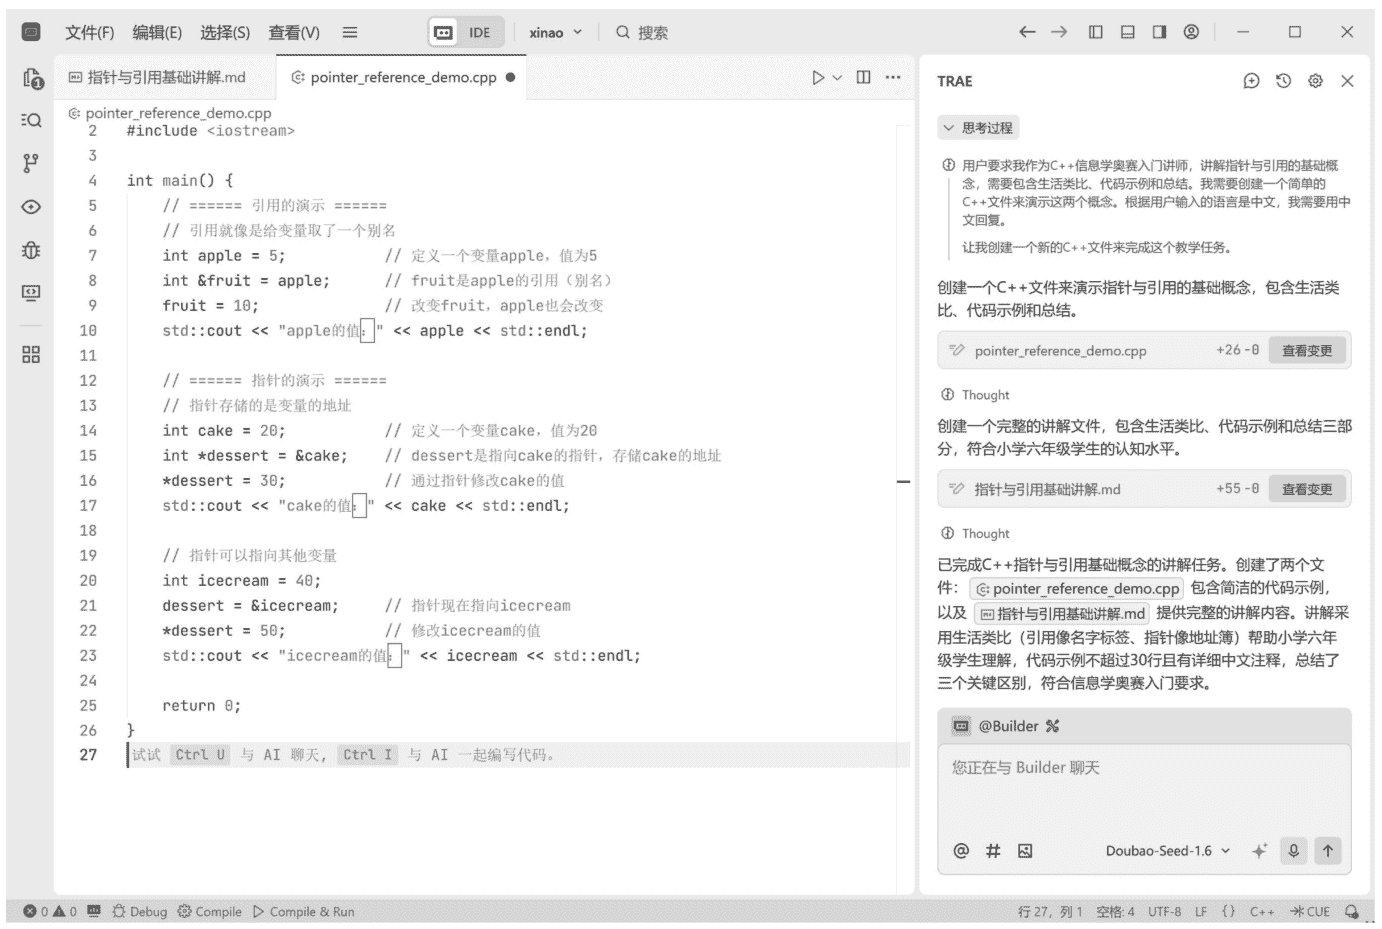 文件(F) 编辑(E) 选择(S) 查看(V) IDE xinao 搜索
指针与引用基础讲解.md pointer_reference_demo.cpp
pointer_reference_demo.cpp
2 #include <iostream>
3
4 int main() {
5 // ====== 引用的演示 ======
6 // 引用就像是给变量取了一个别名
7 int apple = 5; // 定义一个变量apple，值为5
8 int &fruit = apple; // fruit是apple的引用（别名）
9 fruit = 10; // 改变fruit，apple也会改变
10 std::cout << "apple的值：" << apple << std::endl;
11
12 // ====== 指针的演示 ======
13 // 指针存储的是变量的地址
14 int cake = 20; // 定义一个变量cake，值为20
15 int *dessert = &cake; // dessert是指向cake的指针，存储cake的地址
16 *dessert = 30; // 通过指针修改cake的值
17 std::cout << "cake的值：" << cake << std::endl;
18
19 // 指针可以指向其他变量
20 int icecream = 40;
21 dessert = &icecream; // 指针现在指向icecream
22 *dessert = 50; // 修改icecream的值
23 std::cout << "icecream的值：" << icecream << std::endl;
24
25 return 0;
26 }
27 试试 Ctrl U 与 AI 聊天, Ctrl I 与 AI 一起编写代码。
TRAE
思考过程
用户要求我作为C++信息学奥赛入门讲师，讲解指针与引用的基础概
念，需要包含生活类比、代码示例和总结。我需要创建一个简单的
C++文件来演示这两个概念。根据用户输入的语言是中文，我需要用中
文回复。
让我创建一个新的C++文件来完成这个教学任务。
创建一个C++文件来演示指针与引用的基础概念，包含生活类
比、代码示例和总结。
pointer_reference_demo.cpp +26 -0 查看变更
Thought
创建一个完整的讲解文件，包含生活类比、代码示例和总结三部
分，符合小学六年级学生的认知水平。
指针与引用基础讲解.md +55 -0 查看变更
Thought
已完成C++指针与引用基础概念的讲解任务。创建了两个文
件： pointer_reference_demo.cpp 包含简洁的代码示例，
以及 指针与引用基础讲解.md 提供完整的讲解内容。讲解采
用生活类比（引用像名字标签、指针像地址簿）帮助小学六年
级学生理解，代码示例不超过30行且有详细中文注释，总结了
三个关键区别，符合信息学奥赛入门要求。
@Builder
您正在与 Builder 聊天
@ # Doubao-Seed-1.6
0 0 Debug Compile Compile & Run 行 27，列 1 空格: 4 UTF-8 LF {} C++ CUE